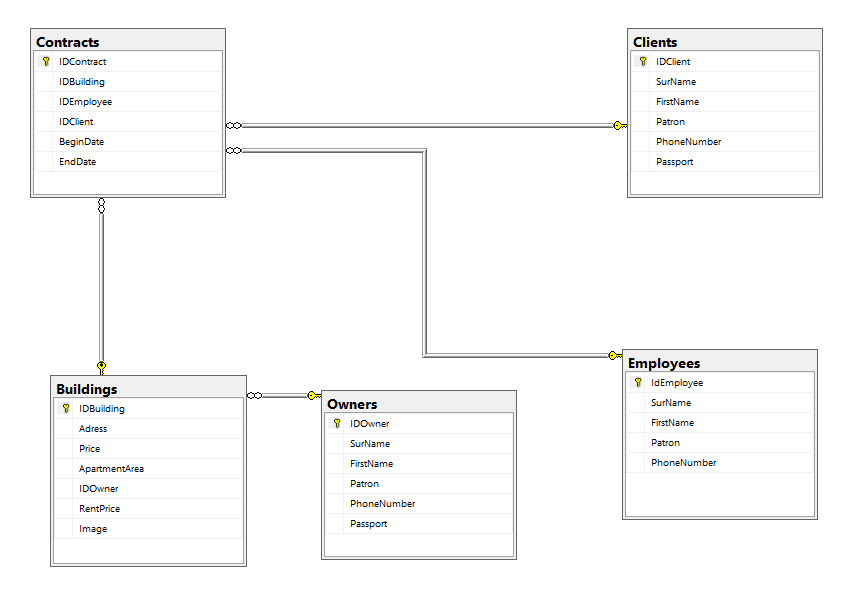 Contracts
IDContract
IDBuilding
IDEmployee
IDClient
BeginDate
EndDate
Clients
IDClient
SurName
FirstName
Patron
PhoneNumber
Passport
Buildings
IDBuilding
Adress
Price
ApartmentArea
IDOwner
RentPrice
Image
Owners
IDOwner
SurName
FirstName
Patron
PhoneNumber
Passport
Employees
IdEmployee
SurName
FirstName
Patron
PhoneNumber